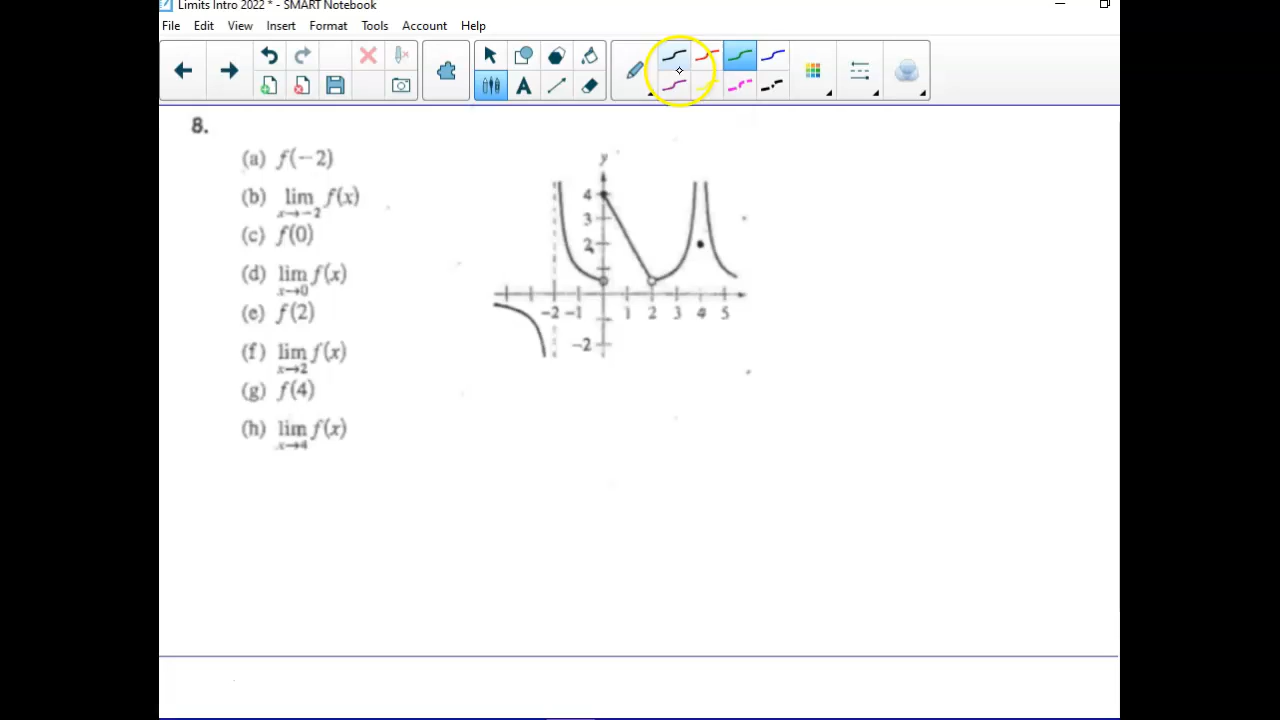 Limits Intro 2022 * - SMART Notebook
File Edit View Insert Format Tools Account Help
A
8.
(a) f(−2)
(b) lim f(x)
x→−2
(c) f(0)
(d) lim f(x)
x→0
(e) f(2)
(f) lim f(x)
x→2
(g) f(4)
(h) lim f(x)
x→4
y
4
3
2
−2 −1 1 2 3 4 5
−2